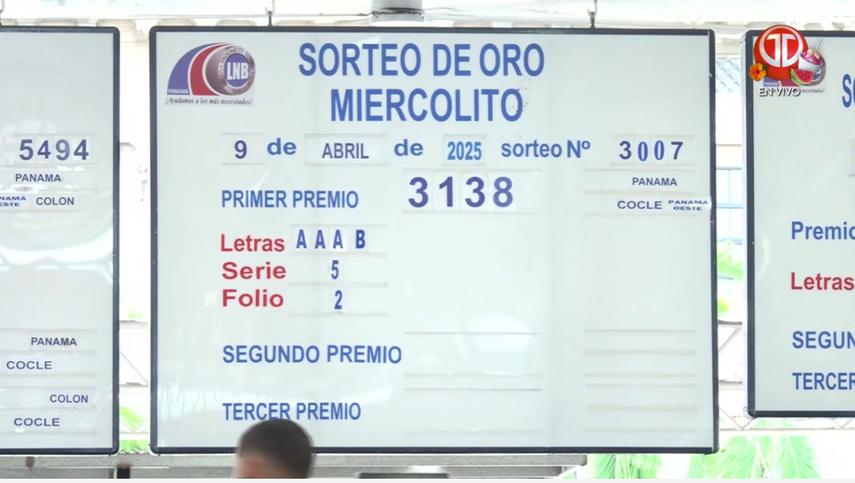 5494
PANAMA
PANAMA OESTE COLON
PANAMA
COCLE
COLON
COCLE
LNB
PANAMA
¡Ayudamos a los más necesitados!
SORTEO DE ORO
MIERCOLITO
9 de ABRIL de 2025 sorteo Nº 3007
PRIMER PREMIO 3138 PANAMA
COCLE PANAMA OESTE
Letras A A A B
Serie 5
Folio 2
SEGUNDO PREMIO
TERCER PREMIO
EN VIVO
Premio
Letras
SEGUN
TERCER